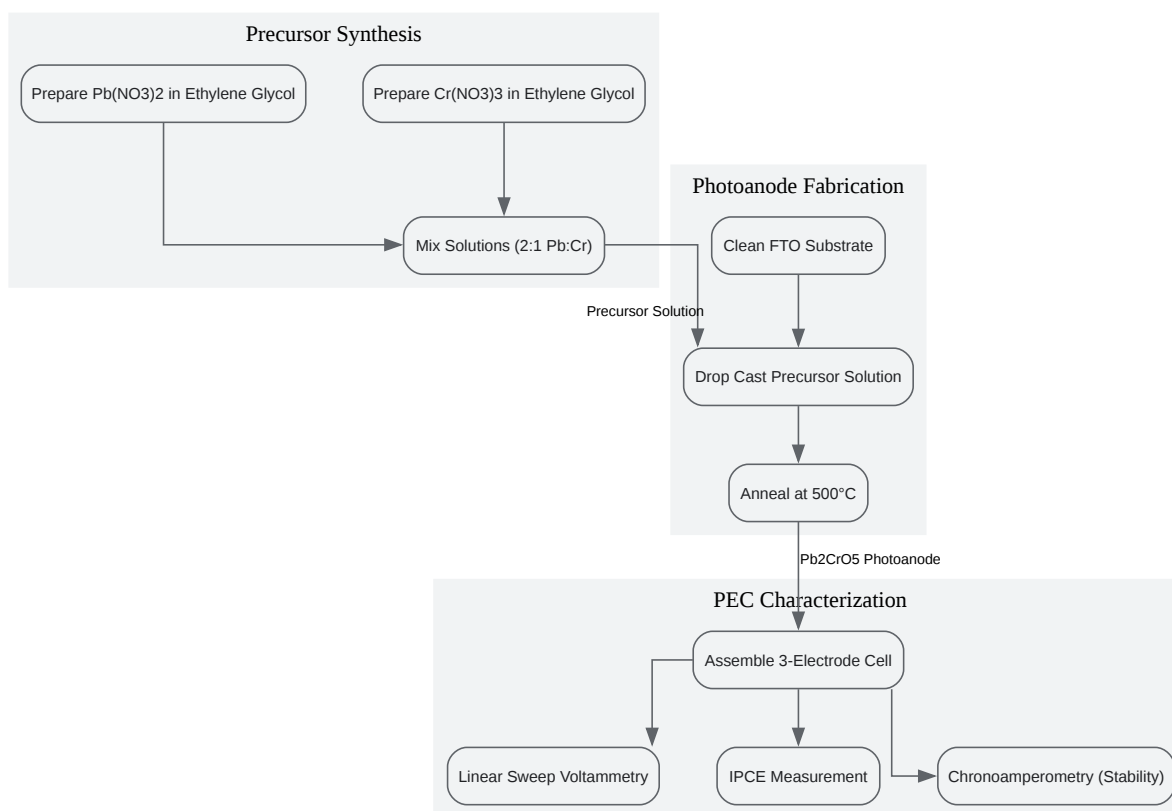 Precursor Synthesis
Prepare Pb(NO3)2 in Ethylene Glycol
Prepare Cr(NO3)3 in Ethylene Glycol
Mix Solutions (2:1 Pb:Cr)
Photoanode Fabrication
Clean FTO Substrate
Precursor Solution
Drop Cast Precursor Solution
Anneal at 500°C
Pb2CrO5 Photoanode
PEC Characterization
Assemble 3-Electrode Cell
Linear Sweep Voltammetry
IPCE Measurement
Chronoamperometry (Stability)